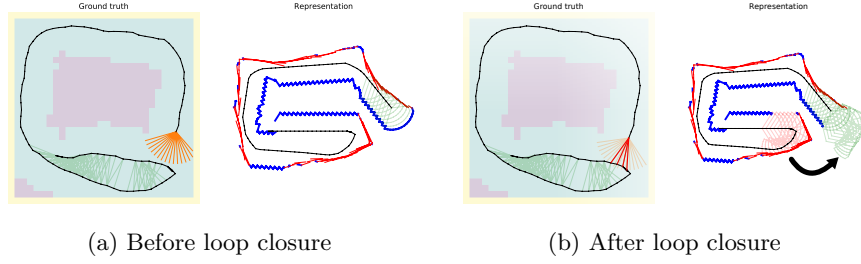 Ground truth
Representation
Ground truth
Representation
(a) Before loop closure
(b) After loop closure